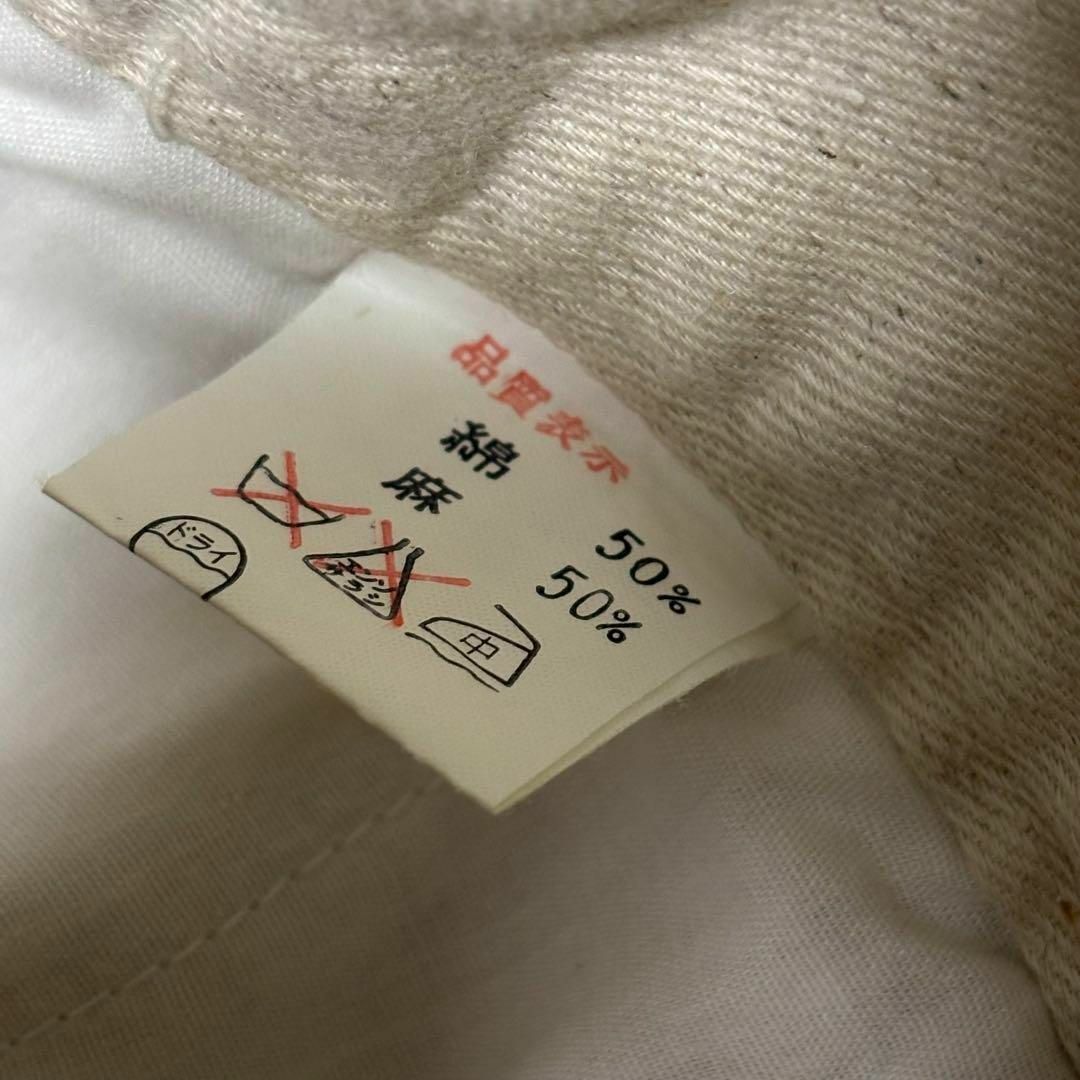 品質表示
綿 50%
麻 50%
エンソ
サラシ
中
ドライ